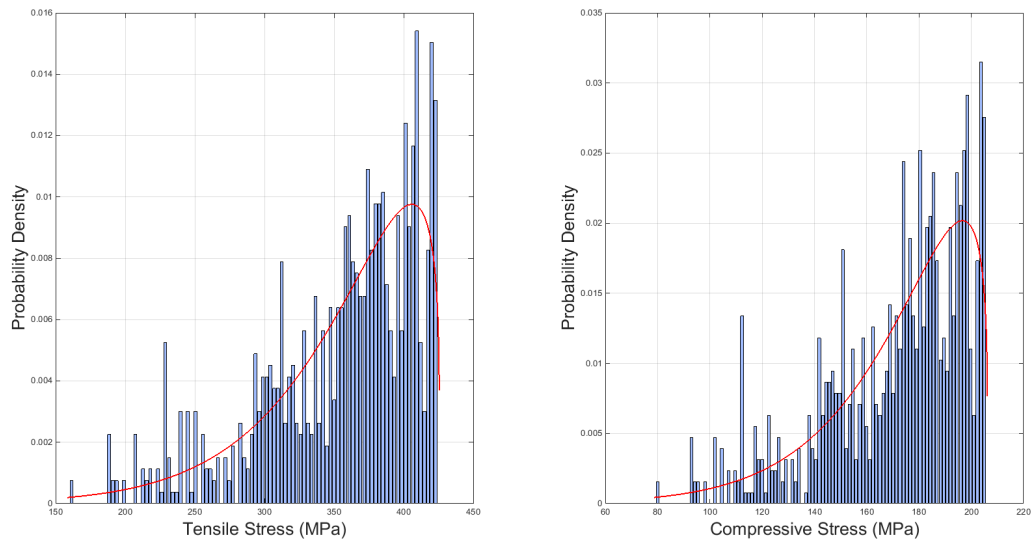 0.016
0.014
0.012
0.01
0.008
0.006
0.004
0.002
0
150 200 250 300 350 400 450
Probability Density
Tensile Stress (MPa)
0.035
0.03
0.025
0.02
0.015
0.01
0.005
0
60 80 100 120 140 160 180 200 220
Probability Density
Compressive Stress (MPa)